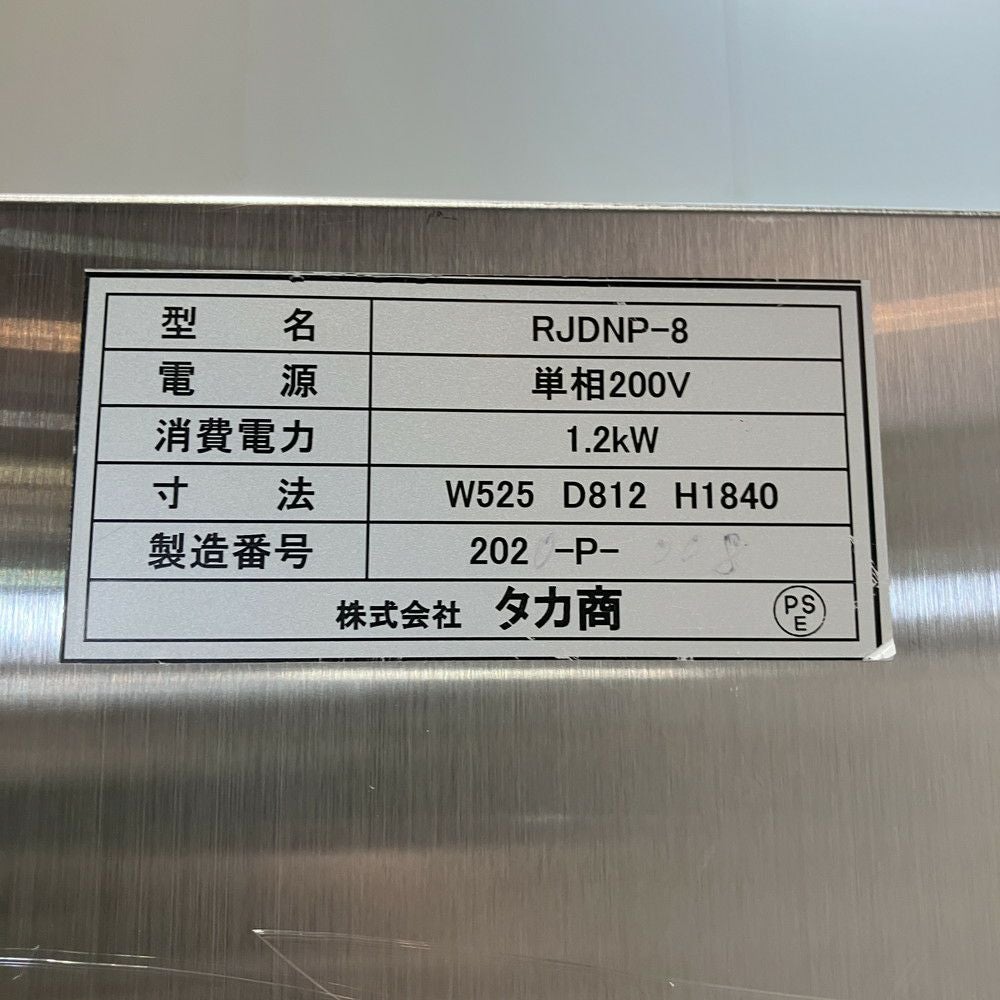 型 名 RJDNP-8
電 源 単相200V
消費電力 1.2kW
寸 法 W525 D812 H1840
製造番号 202 -P-
株式会社 タカ商 PSE